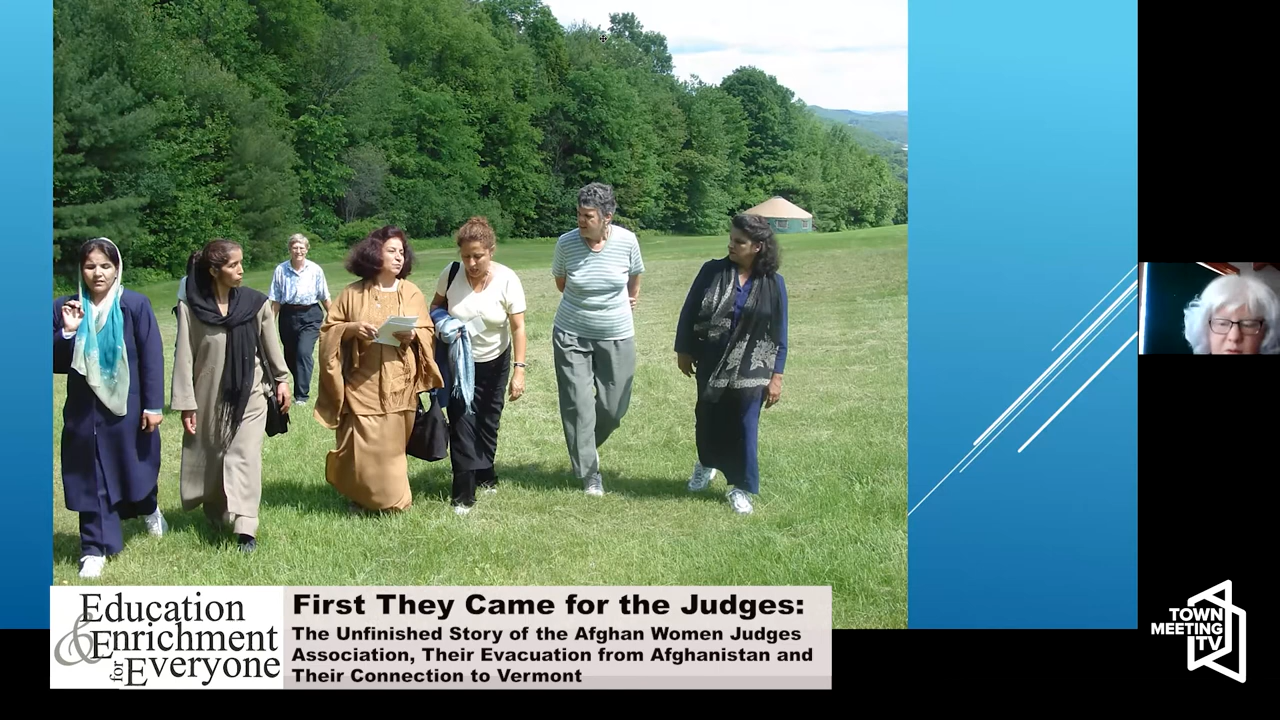 Education
& Enrichment
for Everyone
First They Came for the Judges:
The Unfinished Story of the Afghan Women Judges
Association, Their Evacuation from Afghanistan and
Their Connection to Vermont
TOWN
MEETING
TV